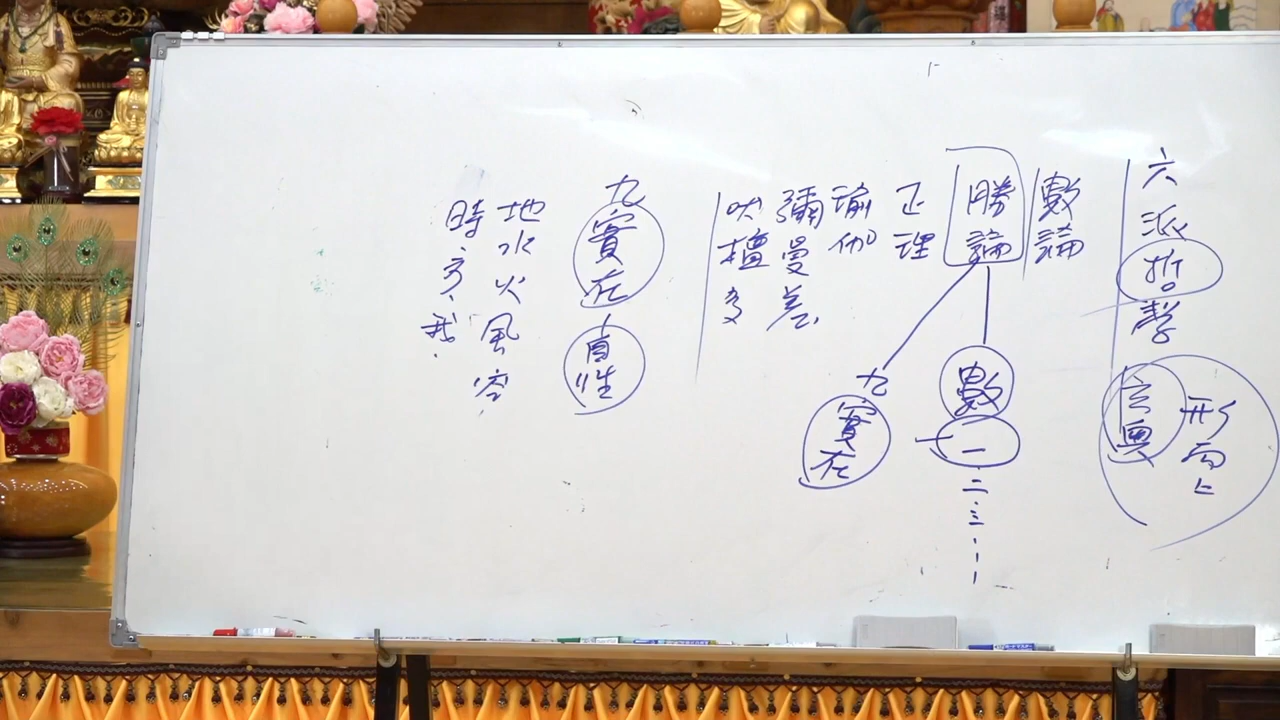 六派哲學
形而上
數論
勝論
數
一
二、三、
九
實在
正理
瑜伽
彌曼差
吠檀多
九實在
真性
地水火風空
時、方、我